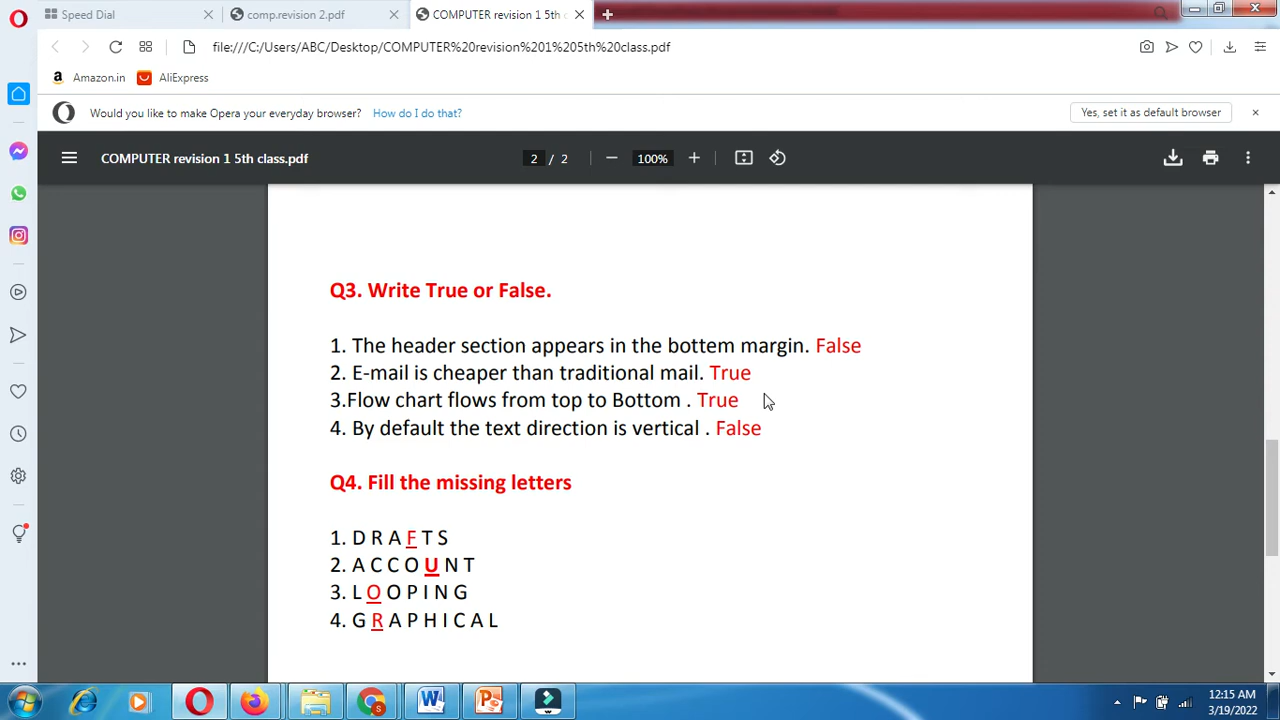 Speed Dial
comp.revision 2.pdf
COMPUTER revision 1 5th c
file:///C:/Users/ABC/Desktop/COMPUTER%20revision%201%205th%20class.pdf
Amazon.in
AliExpress
Would you like to make Opera your everyday browser? How do I do that?
Yes, set it as default browser
COMPUTER revision 1 5th class.pdf
2 / 2
100%
Q3. Write True or False.
1. The header section appears in the bottem margin. False
2. E-mail is cheaper than traditional mail. True
3.Flow chart flows from top to Bottom . True
4. By default the text direction is vertical . False
Q4. Fill the missing letters
1. D R A F T S
2. A C C O U N T
3. L O O P I N G
4. G R A P H I C A L
12:15 AM
3/19/2022